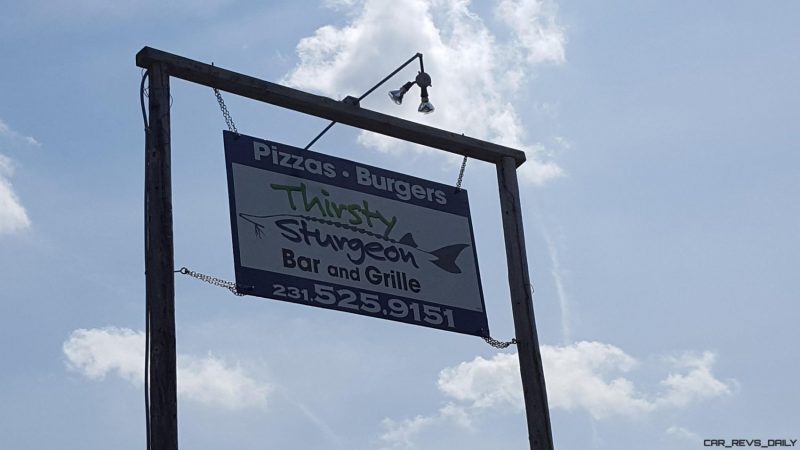 Pizzas • Burgers
Thirsty
Sturgeon
Bar and Grille
231.525.9151
CAR_REVS_DAILY